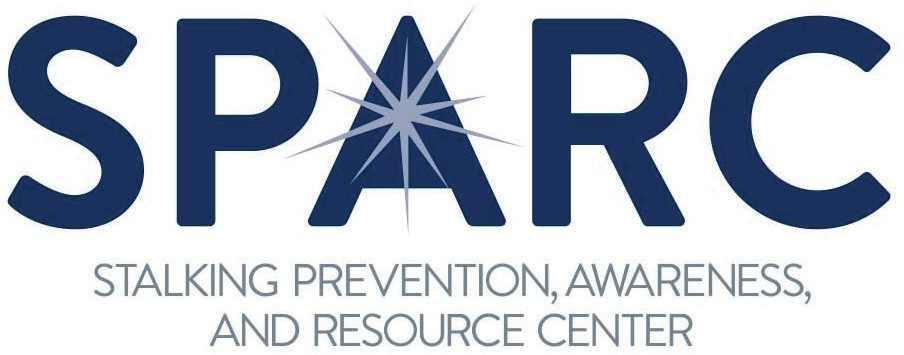 SPARC
STALKING PREVENTION, AWARENESS,
AND RESOURCE CENTER